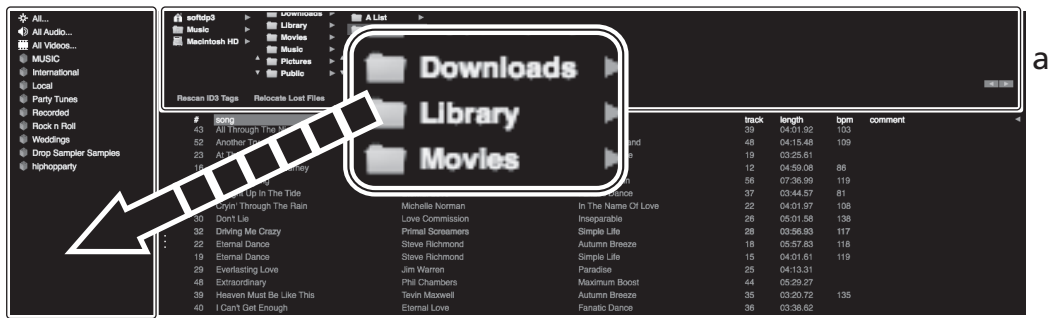 All...
All Audio...
All Videos...
MUSIC
International
Local
Party Tunes
Recorded
Rock n Roll
Weddings
Drop Sampler Samples
hiphopparty
softdp3
Music
Macintosh HD
Downloads
Library
Movies
Music
Pictures
Public
A List
Rescan ID3 Tags Relocate Lost Files
Downloads
Library
Movies
a
# song track length bpm comment
43 All Through The 39 04:01.92 103
52 Another 48 04:15.48 109
23 At 19 03:25.61
16 12 04:59.08 86
56 07:36.99 119
Up In The Tide Dance 37 03:44.57 81
Cryin' Through The Rain Michelle Norman In The Name Of Love 22 04:01.97 108
30 Don't Lie Love Commission Inseparable 26 05:01.58 138
32 Driving Me Crazy Primal Screamers Simple Life 28 03:56.93 117
22 Eternal Dance Steve Richmond Autumn Breeze 18 05:57.83 118
19 Eternal Dance Steve Richmond Simple Life 15 04:01.61 119
29 Everlasting Love Jim Warren Paradise 25 04:13.31
48 Extraordinary Phil Chambers Maximum Boost 44 05:29.27
39 Heaven Must Be Like This Tevin Maxwell Autumn Breeze 35 03:20.72 135
40 I Can't Get Enough Eternal Love Fanatic Dance 36 03:38.62